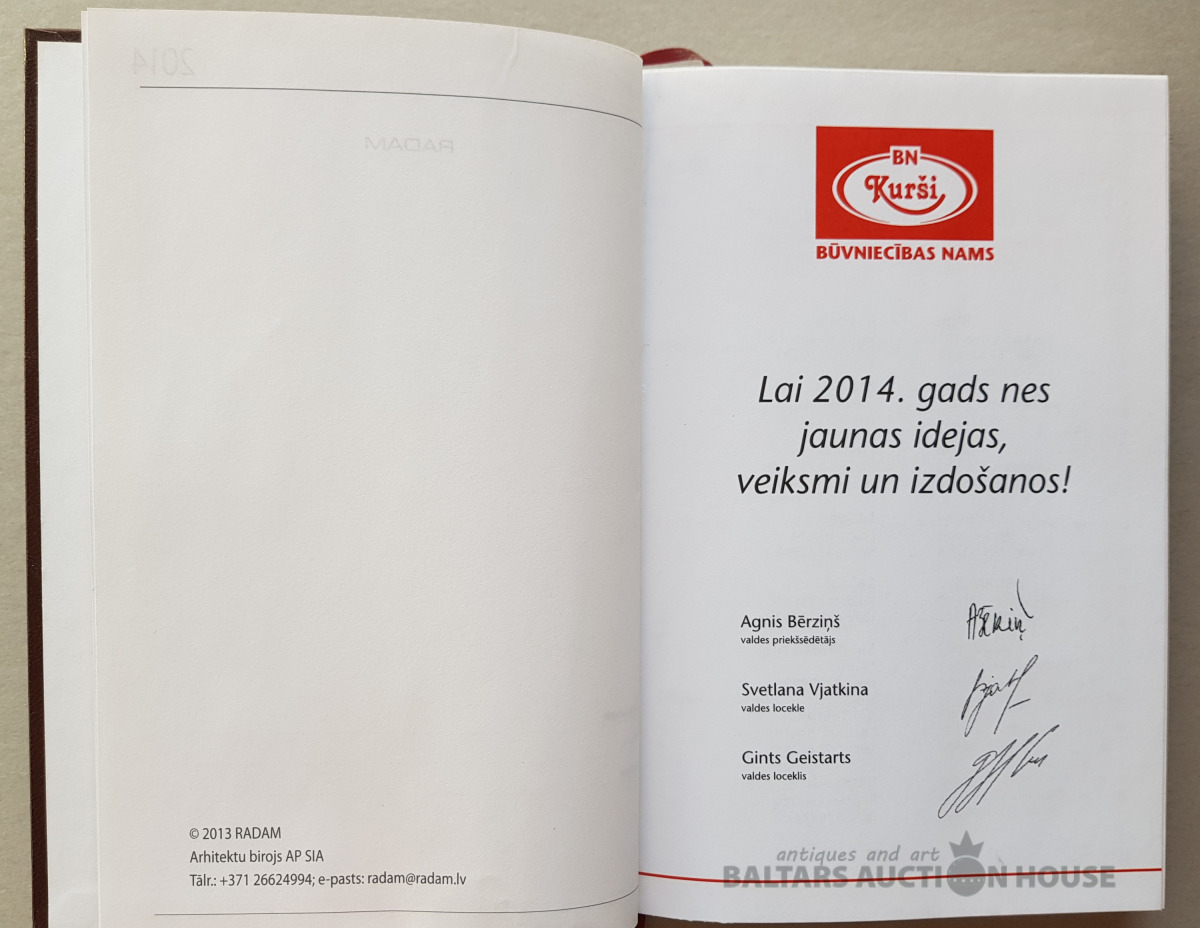 2014
RADAM
© 2013 RADAM
Arhitektu birojs AP SIA
Tālr.: +371 26624994; e-pasts: radam@radam.lv
BN
Kurši
BŪVNIECĪBAS NAMS
Lai 2014. gads nes
jaunas idejas,
veiksmi un izdošanos!
Agnis Bērziņš
valdes priekšsēdētājs
Svetlana Vjatkina
valdes locekle
Gints Geistarts
valdes loceklis
antiques and art
BALTARS AUCTION HOUSE